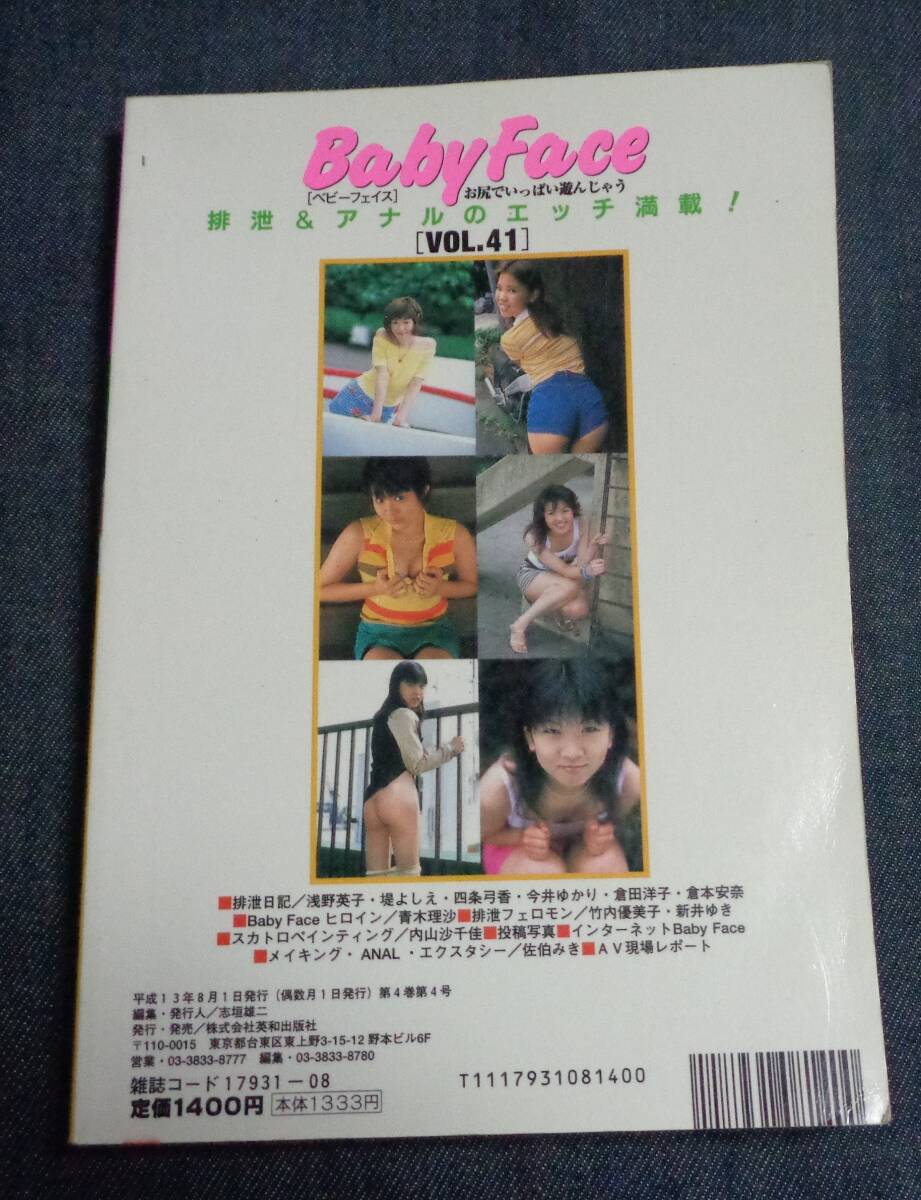 Baby Face
[ベビーフェイス]
お尻でいっぱい遊んじゃう
排泄&アナルのエッチ満載!
[VOL.41]
■排泄日記/浅野英子・堤よしえ・四条弓香・今井ゆかり・倉田洋子・倉本安奈
■Baby Face ヒロイン/青木理沙■排泄フェロモン/竹内優美子・新井ゆき
■スカトロペインティング/内山沙千佳■投稿写真■インターネットBaby Face
■メイキング・ANAL・エクスタシー/佐伯みき■AV現場レポート
平成13年8月1日発行(偶数月1日発行)第4巻第4号
編集・発行人/志垣雄二
発行・発売/株式会社英和出版社
〒110-0015 東京都台東区東上野3-15-12 野本ビル6F
営業・03-3833-8777 編集・03-3833-8780
雑誌コード17931-08
定価1400円 本体1333円
T1117931081400